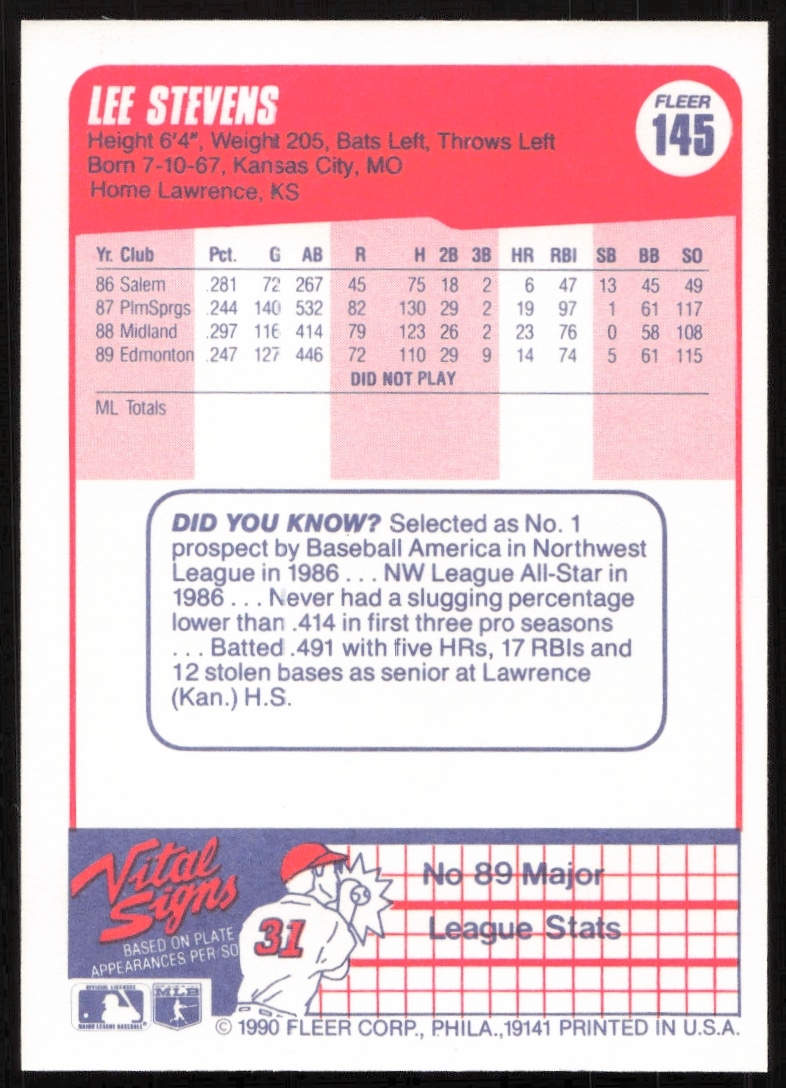 LEE STEVENS
FLEER
145
Height 6'4", Weight 205, Bats Left, Throws Left
Born 7-10-67, Kansas City, MO
Home Lawrence, KS
Yr. Club Pct. G AB R H 2B 3B HR RBI SB BB SO
86 Salem .281 72 267 45 75 18 2 6 47 13 45 49
87 PlmSprgs .244 140 532 82 130 29 2 19 97 1 61 117
88 Midland .297 116 414 79 123 26 2 23 76 0 58 108
89 Edmonton .247 127 446 72 110 29 9 14 74 5 61 115
DID NOT PLAY
ML Totals
DID YOU KNOW? Selected as No. 1
prospect by Baseball America in Northwest
League in 1986 . . . NW League All-Star in
1986 . . . Never had a slugging percentage
lower than .414 in first three pro seasons
. . . Batted .491 with five HRs, 17 RBIs and
12 stolen bases as senior at Lawrence
(Kan.) H.S.
Vital
Signs
BASED ON PLATE
APPEARANCES PER/SO
31
No 89 Major
League Stats
OFFICIAL LICENSEE
MAJOR LEAGUE BASEBALL
MLB
© 1990 FLEER CORP., PHILA.,19141 PRINTED IN U.S.A.